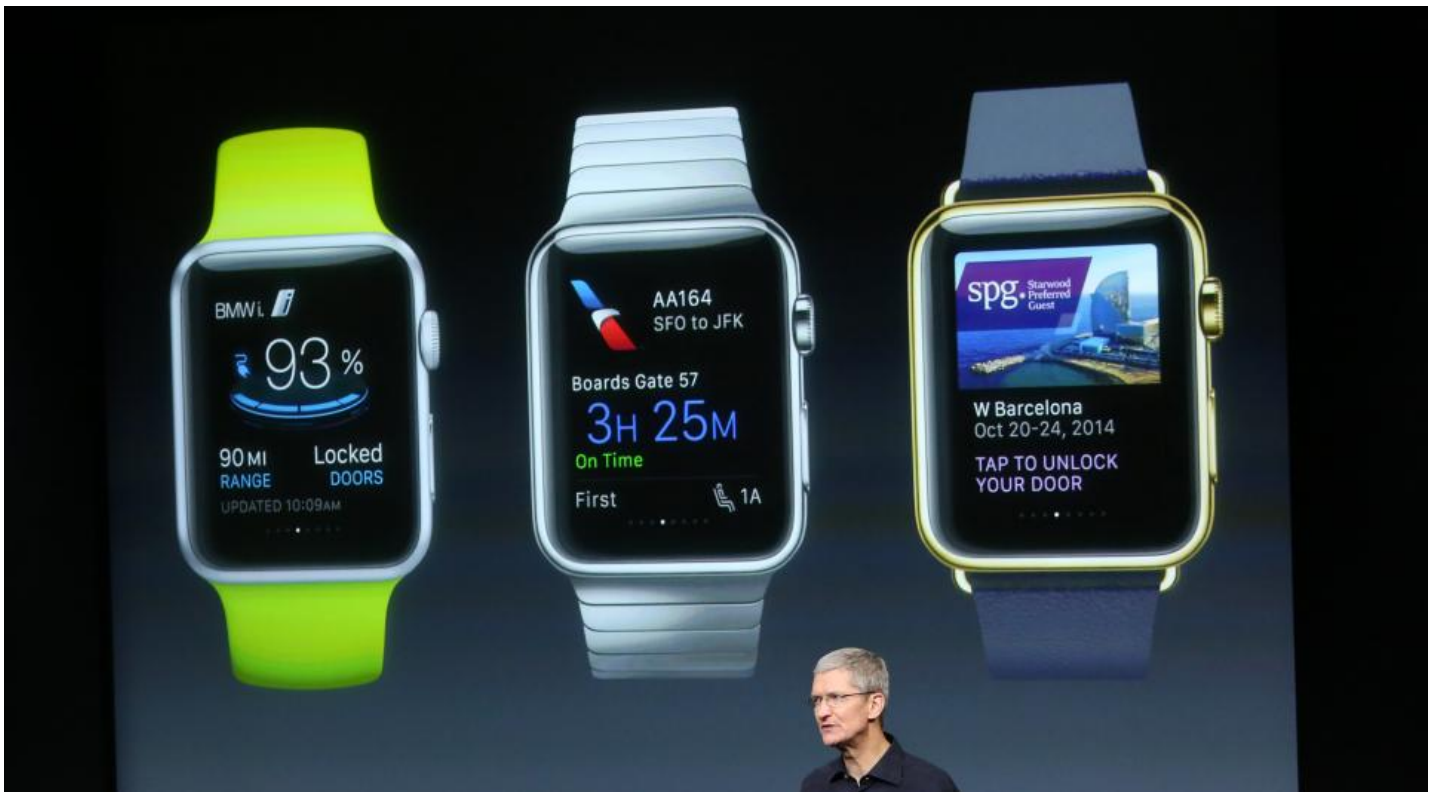 BMW i.
93 %
90 MI Locked
RANGE DOORS
UPDATED 10:09AM
AA164
SFO to JFK
Boards Gate 57
3H 25M
On Time
First 1A
spg. Starwood
Preferred
Guest
W Barcelona
Oct 20-24, 2014
TAP TO UNLOCK
YOUR DOOR